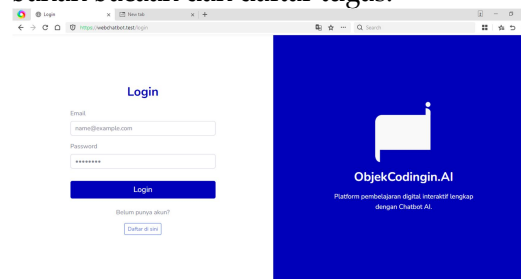 Login
New tab
https://webchatbot.test/login
Search
Login
Email
name@example.com
Password
Login
Belum punya akun?
Daftar di sini
ObjekCodingin.AI
Platform pembelajaran digital interaktif lengkap
dengan Chatbot AI.